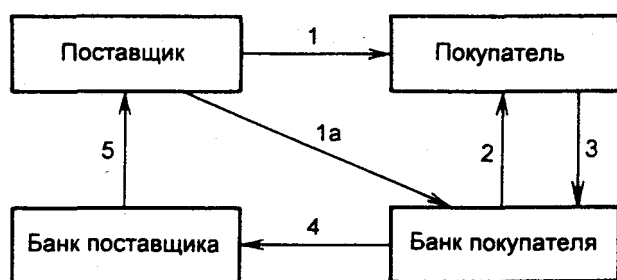 Поставщик
1
Покупатель
1а
5
2
3
Банк поставщика
4
Банк покупателя